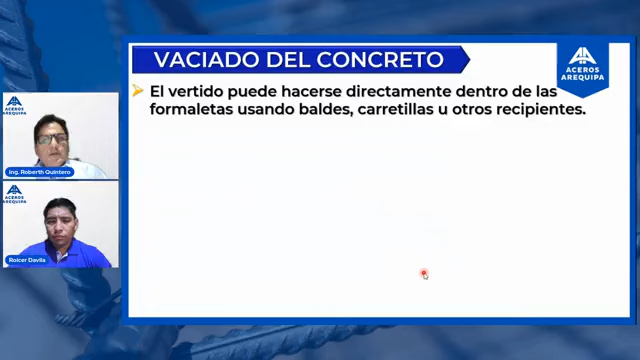 VACIADO DEL CONCRETO
ACEROS
AREQUIPA
El vertido puede hacerse directamente dentro de las
formaletas usando baldes, carretillas u otros recipientes.
ACEROS
AREQUIPA
Ing. Roberth Quintero
ACEROS
AREQUIPA
Roicer Davila